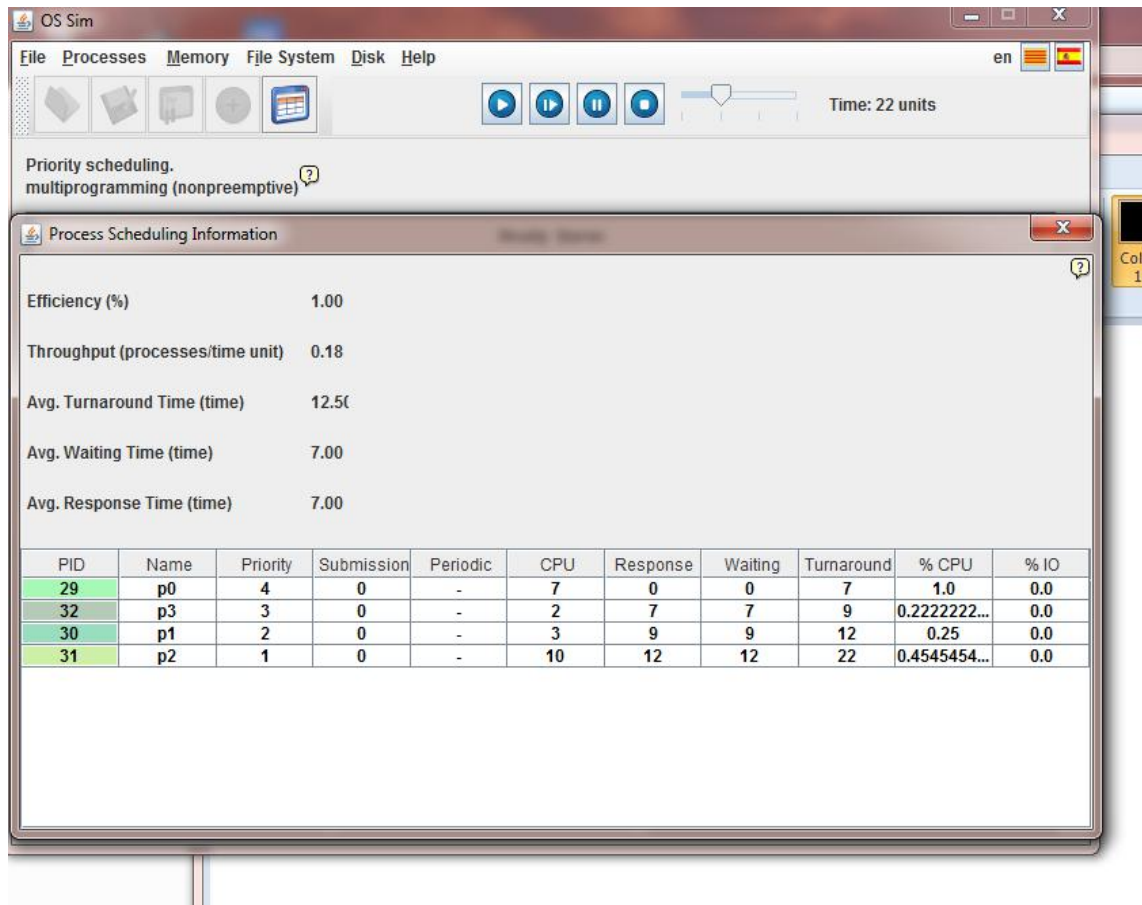 OS Sim
File Processes Memory File System Disk Help en
Time: 22 units
Priority scheduling.
multiprogramming (nonpreemptive)
Process Scheduling Information
Efficiency (%) 1.00
Throughput (processes/time unit) 0.18
Avg. Turnaround Time (time) 12.50
Avg. Waiting Time (time) 7.00
Avg. Response Time (time) 7.00
PID Name Priority Submission Periodic CPU Response Waiting Turnaround % CPU % IO
29 p0 4 0 - 7 0 0 7 1.0 0.0
32 p3 3 0 - 2 7 7 9 0.2222222... 0.0
30 p1 2 0 - 3 9 9 12 0.25 0.0
31 p2 1 0 - 10 12 12 22 0.4545454... 0.0
Col
1